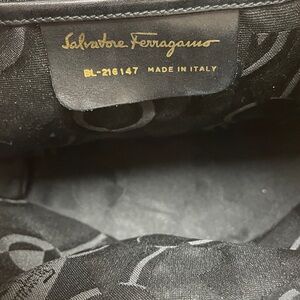 Salvatore Ferragamo
BL-216147 MADE IN ITALY